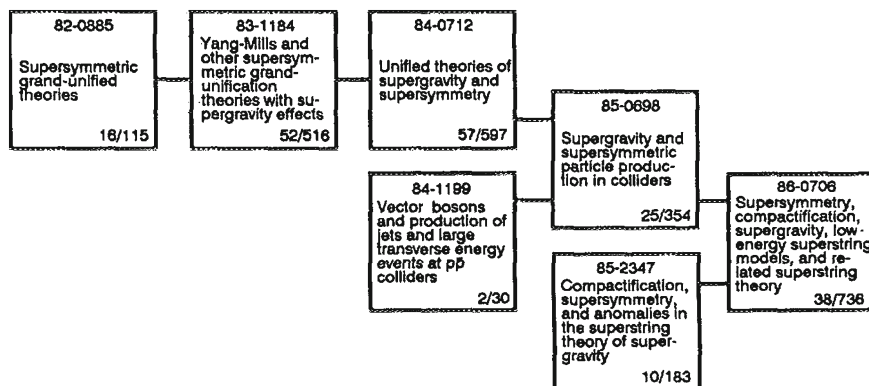 82-0885
Supersymmetric
grand-unified
theories
16/115
83-1184
Yang-Mills and
other supersym-
metric grand-
unification
theories with su-
pergravity effects
52/516
84-0712
Unified theories of
supergravity and
supersymmetry
57/597
84-1199
Vector bosons
and production of
jets and large
transverse energy
events at pp̄
colliders
2/30
85-0698
Supergravity and
supersymmetric
particle produc-
tion in colliders
25/354
85-2347
Compactification,
supersymmetry,
and anomalies in
the superstring
theory of super-
gravity
10/183
86-0706
Supersymmetry,
compactification,
supergravity, low-
energy superstring
models, and re-
lated superstring
theory
38/736